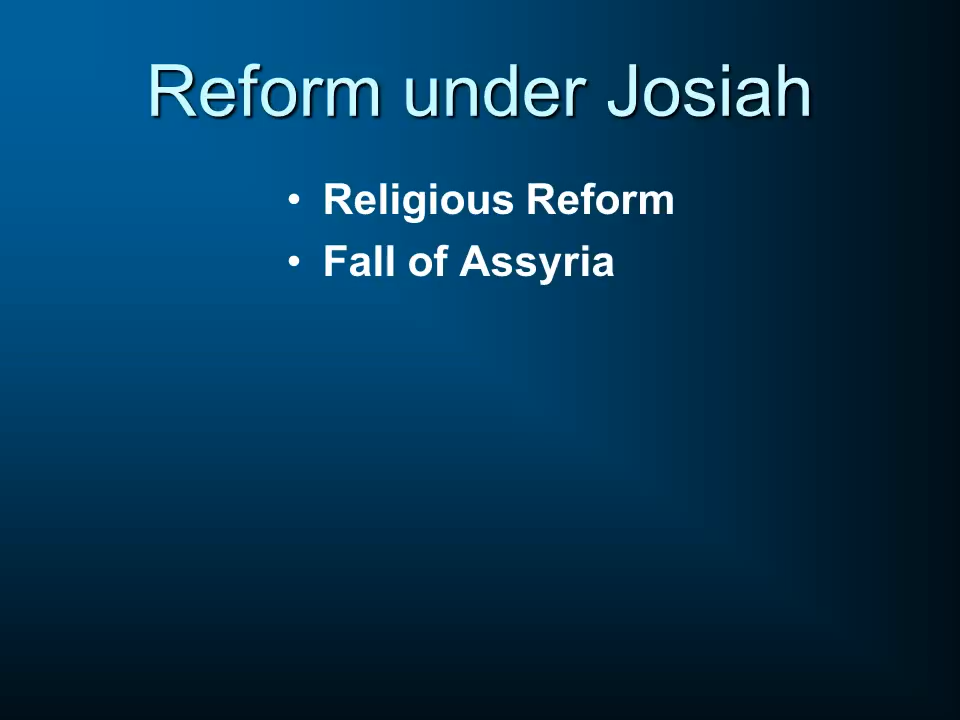 Reform under Josiah
• Religious Reform
• Fall of Assyria